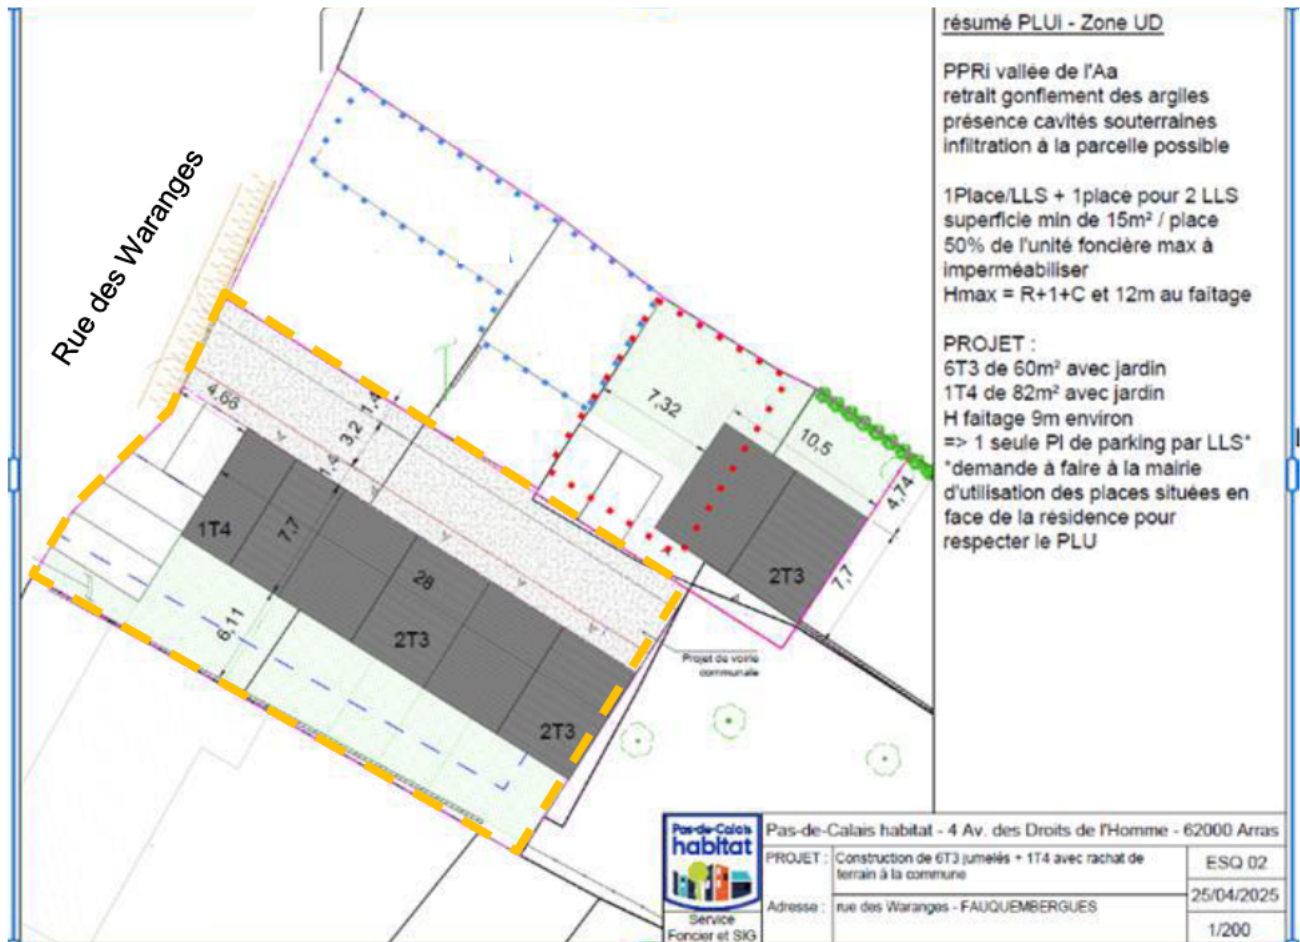 résumé PLUi - Zone UD
PPRi vallée de l'Aa
retrait gonflement des argiles
présence cavités souterraines
infiltration à la parcelle possible
1Place/LLS + 1place pour 2 LLS
superficie min de 15m² / place
50% de l'unité foncière max à
imperméabiliser
Hmax = R+1+C et 12m au faîtage
PROJET :
6T3 de 60m² avec jardin
1T4 de 82m² avec jardin
H faitage 9m environ
=> 1 seule Pl de parking par LLS*
*demande à faire à la mairie
d'utilisation des places situées en
face de la résidence pour
respecter le PLU
Rue des Waranges
4,66
1,4
3,2
1,4
7,32
10,5
4,74
7,7
2T3
1T4
7,7
28
2T3
6,11
2T3
Projet de voirie
communale
Pas-de-Calais
habitat
Service
Foncier et SIG
Pas-de-Calais habitat - 4 Av. des Droits de l'Homme - 62000 Arras
PROJET : Construction de 6T3 jumelés + 1T4 avec rachat de
terrain à la commune
ESQ 02
25/04/2025
Adresse : rue des Waranges - FAUQUEMBERGUES
1/200